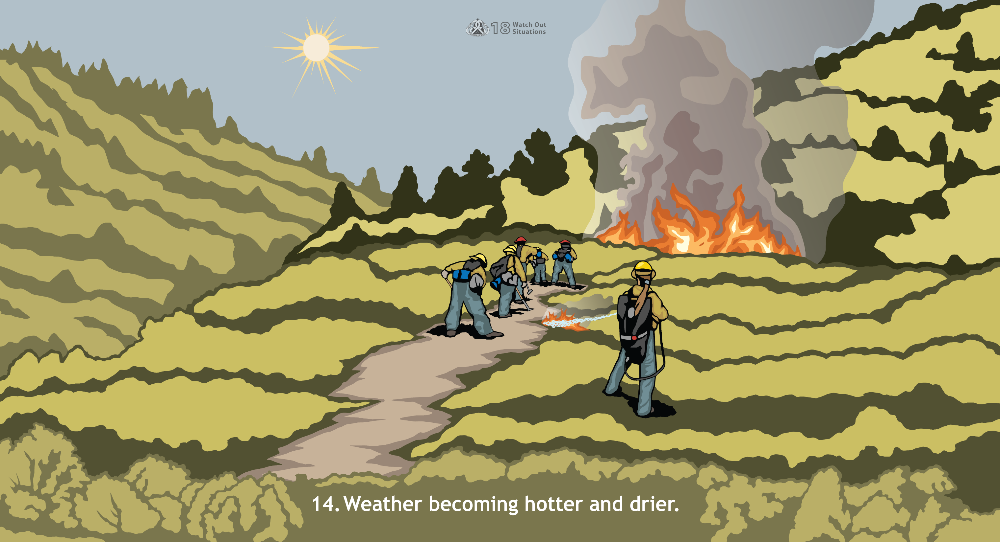 18 Watch Out
Situations
14. Weather becoming hotter and drier.